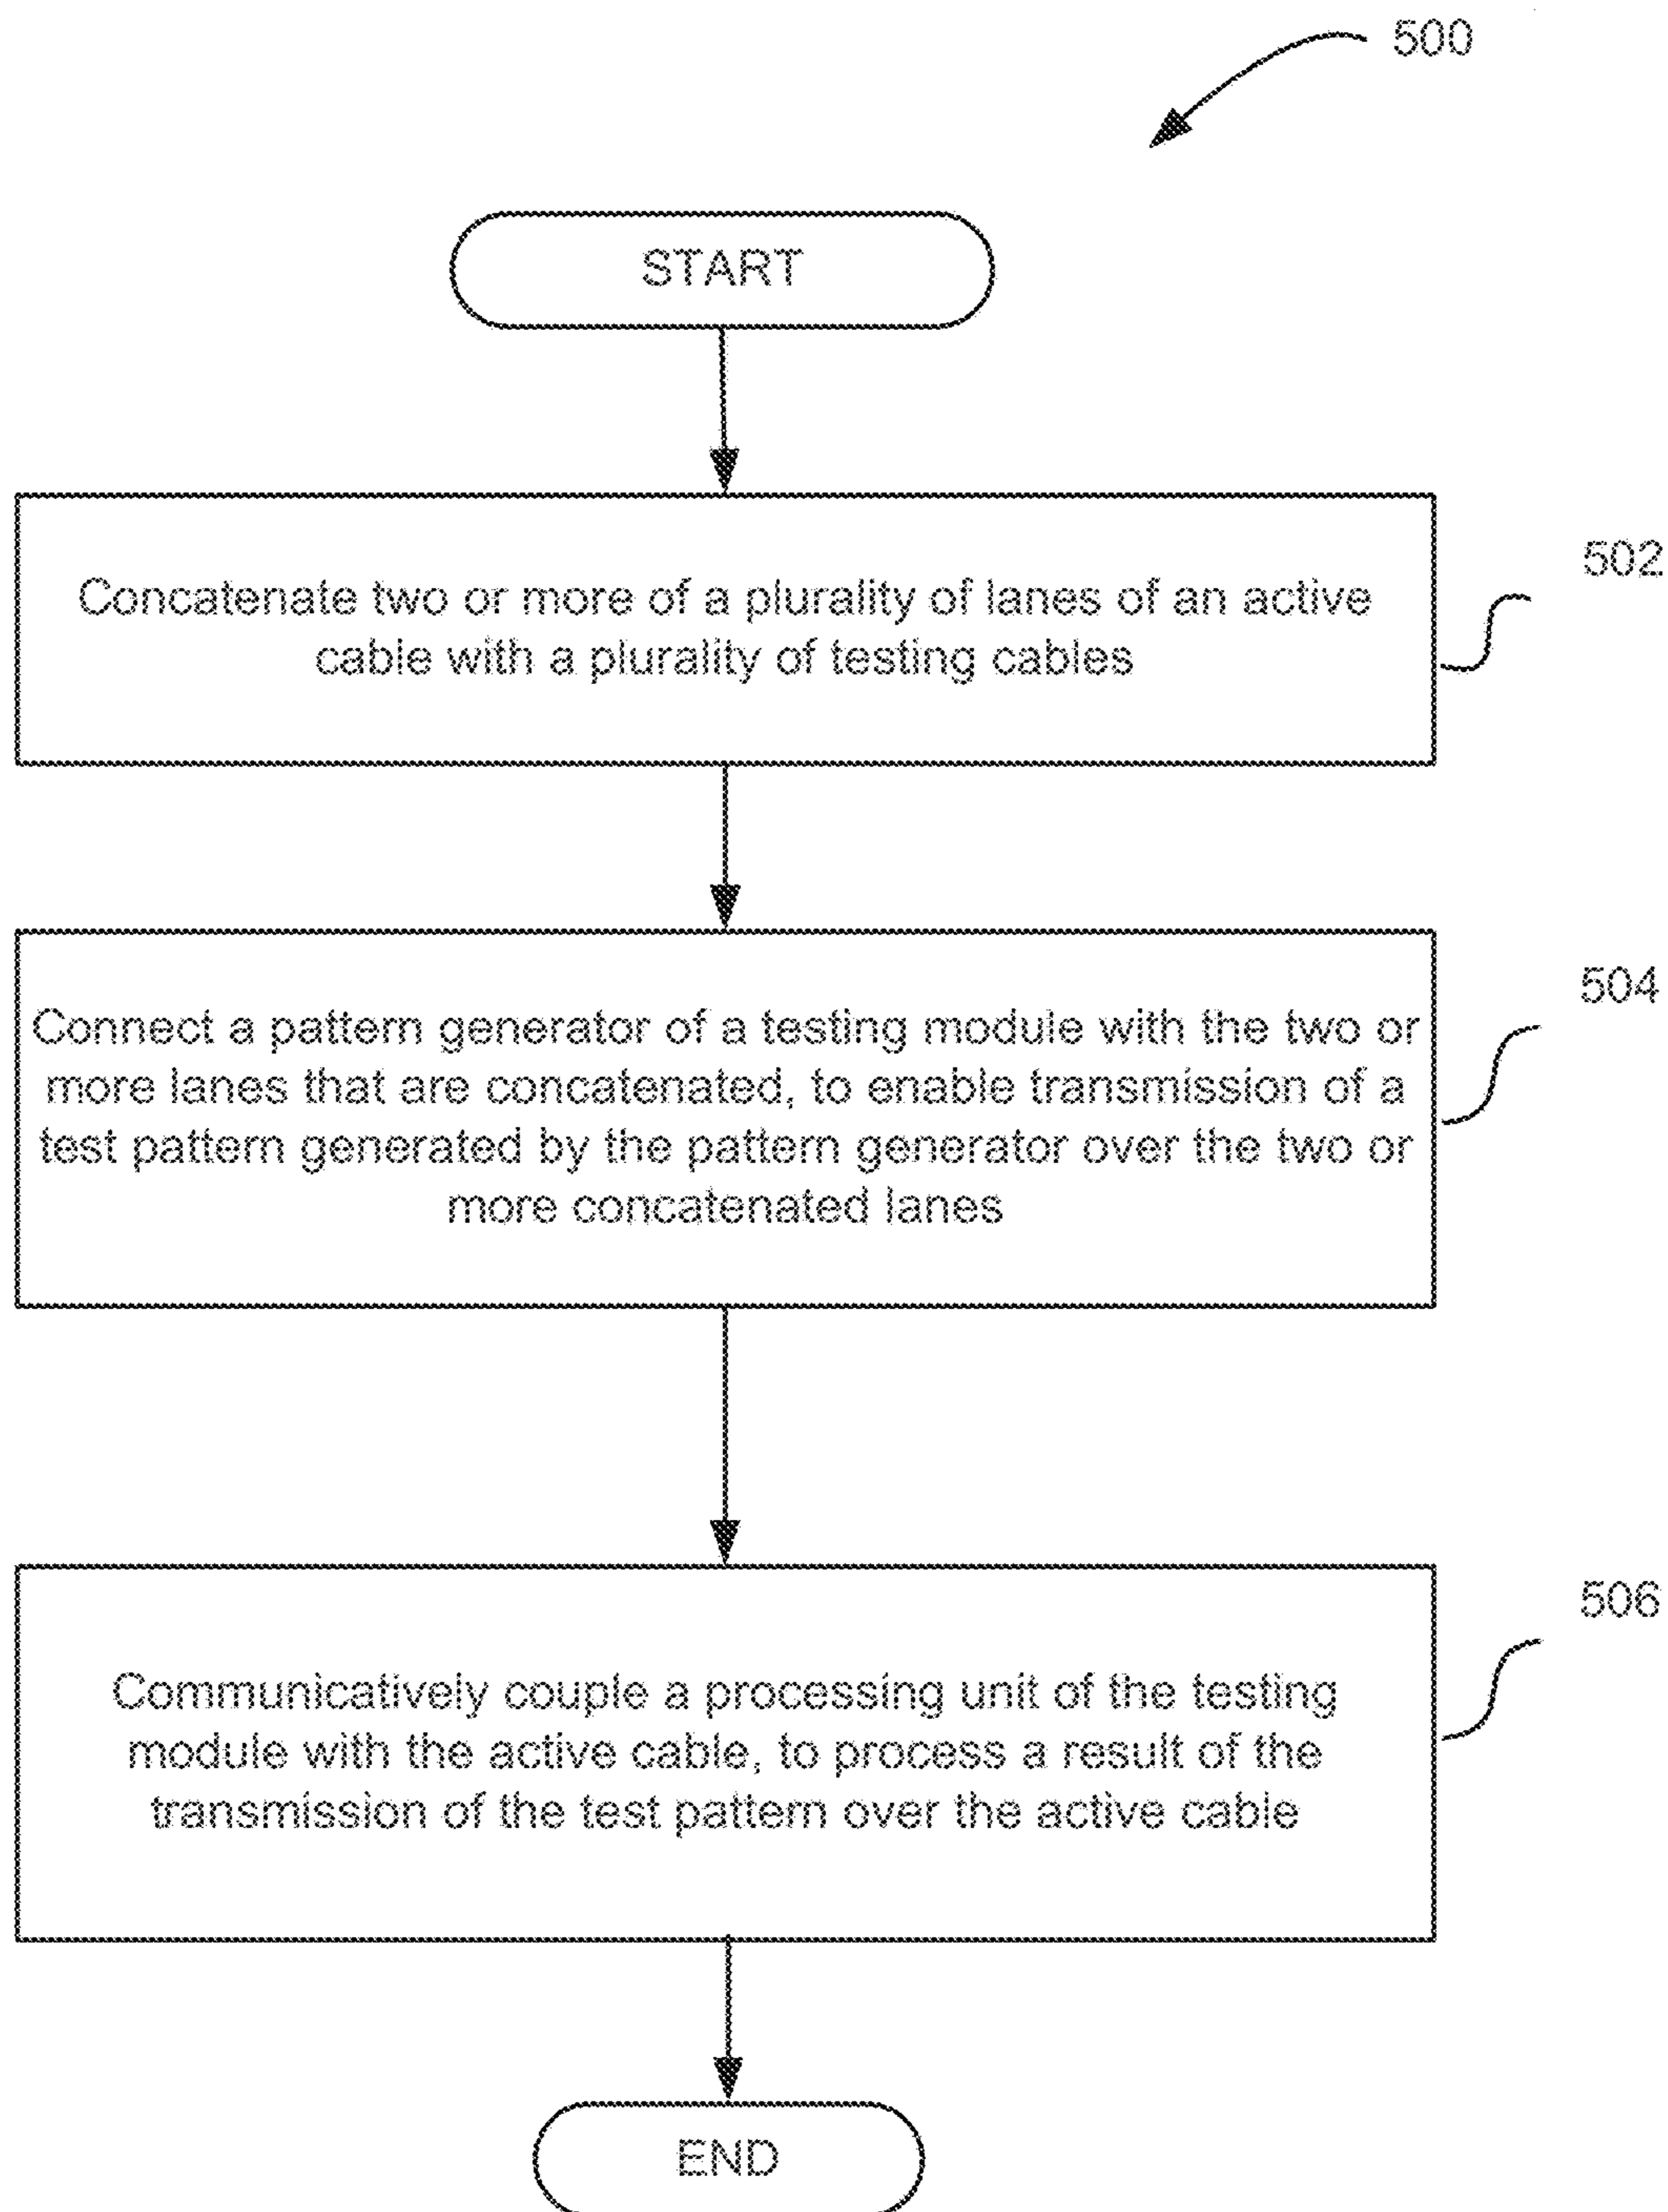 500
START
502
Concatenate two or more of a plurality of lanes of an active
cable with a plurality of testing cables
504
Connect a pattern generator of a testing module with the two or
more lanes that are concatenated, to enable transmission of a
test pattern generated by the pattern generator over the two or
more concatenated lanes
506
Communicatively couple a processing unit of the testing
module with the active cable, to process a result of the
transmission of the test pattern over the active cable
END